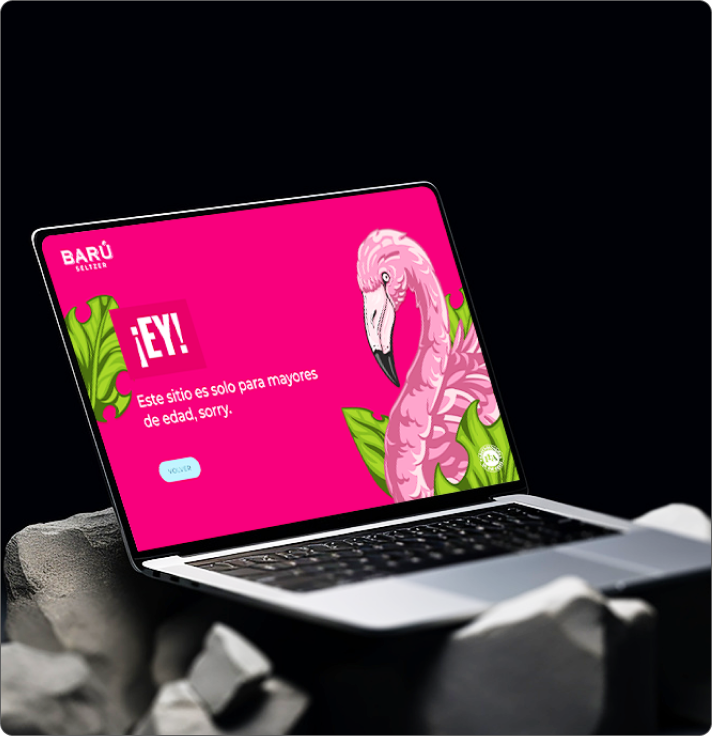 BARÚ
SELTZER
¡EY!
Este sitio es solo para mayores
de edad, sorry.
VOLVER